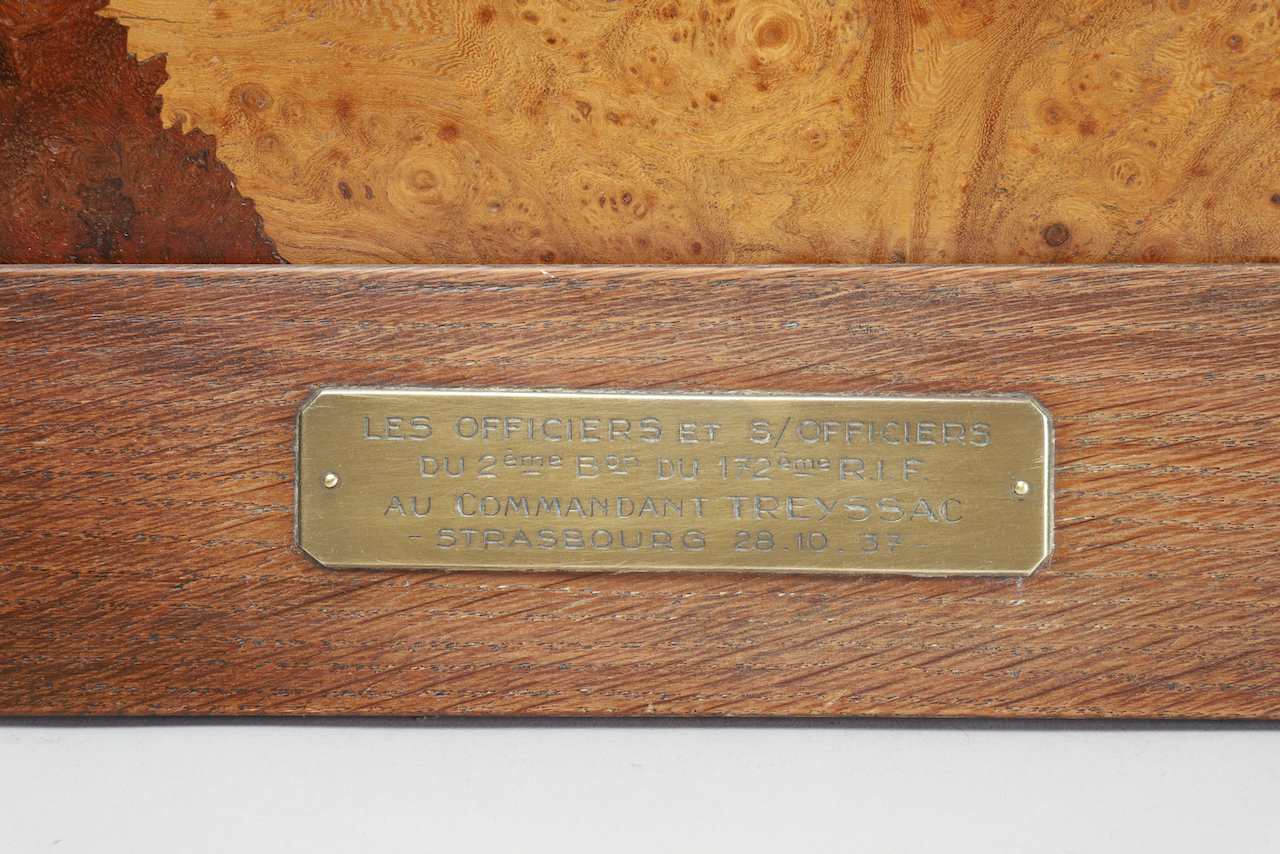 LES OFFICIERS ET S/OFFICIERS
DU 2ème Bon DU 172ème R.I.F.
AU COMMANDANT TREYSSAC
- STRASBOURG 28.10.37 -